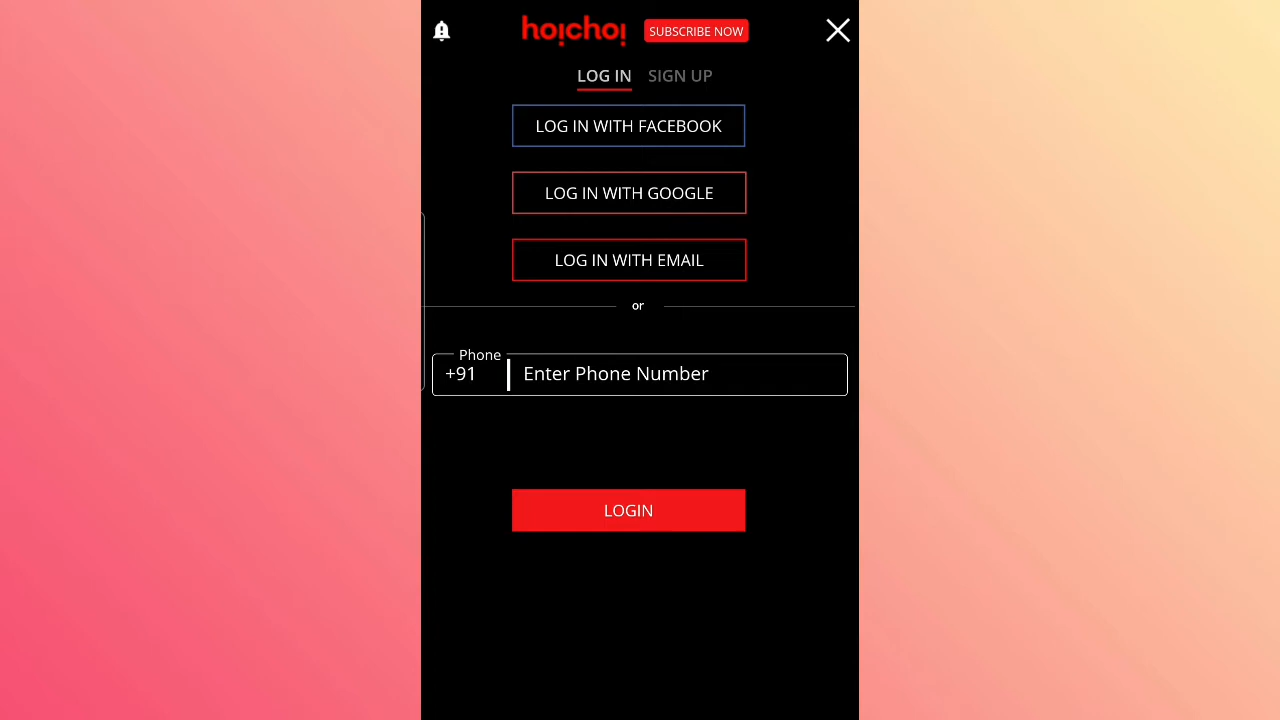 hoichoi SUBSCRIBE NOW
LOG IN SIGN UP
LOG IN WITH FACEBOOK
LOG IN WITH GOOGLE
LOG IN WITH EMAIL
or
Phone
+91 Enter Phone Number
LOGIN